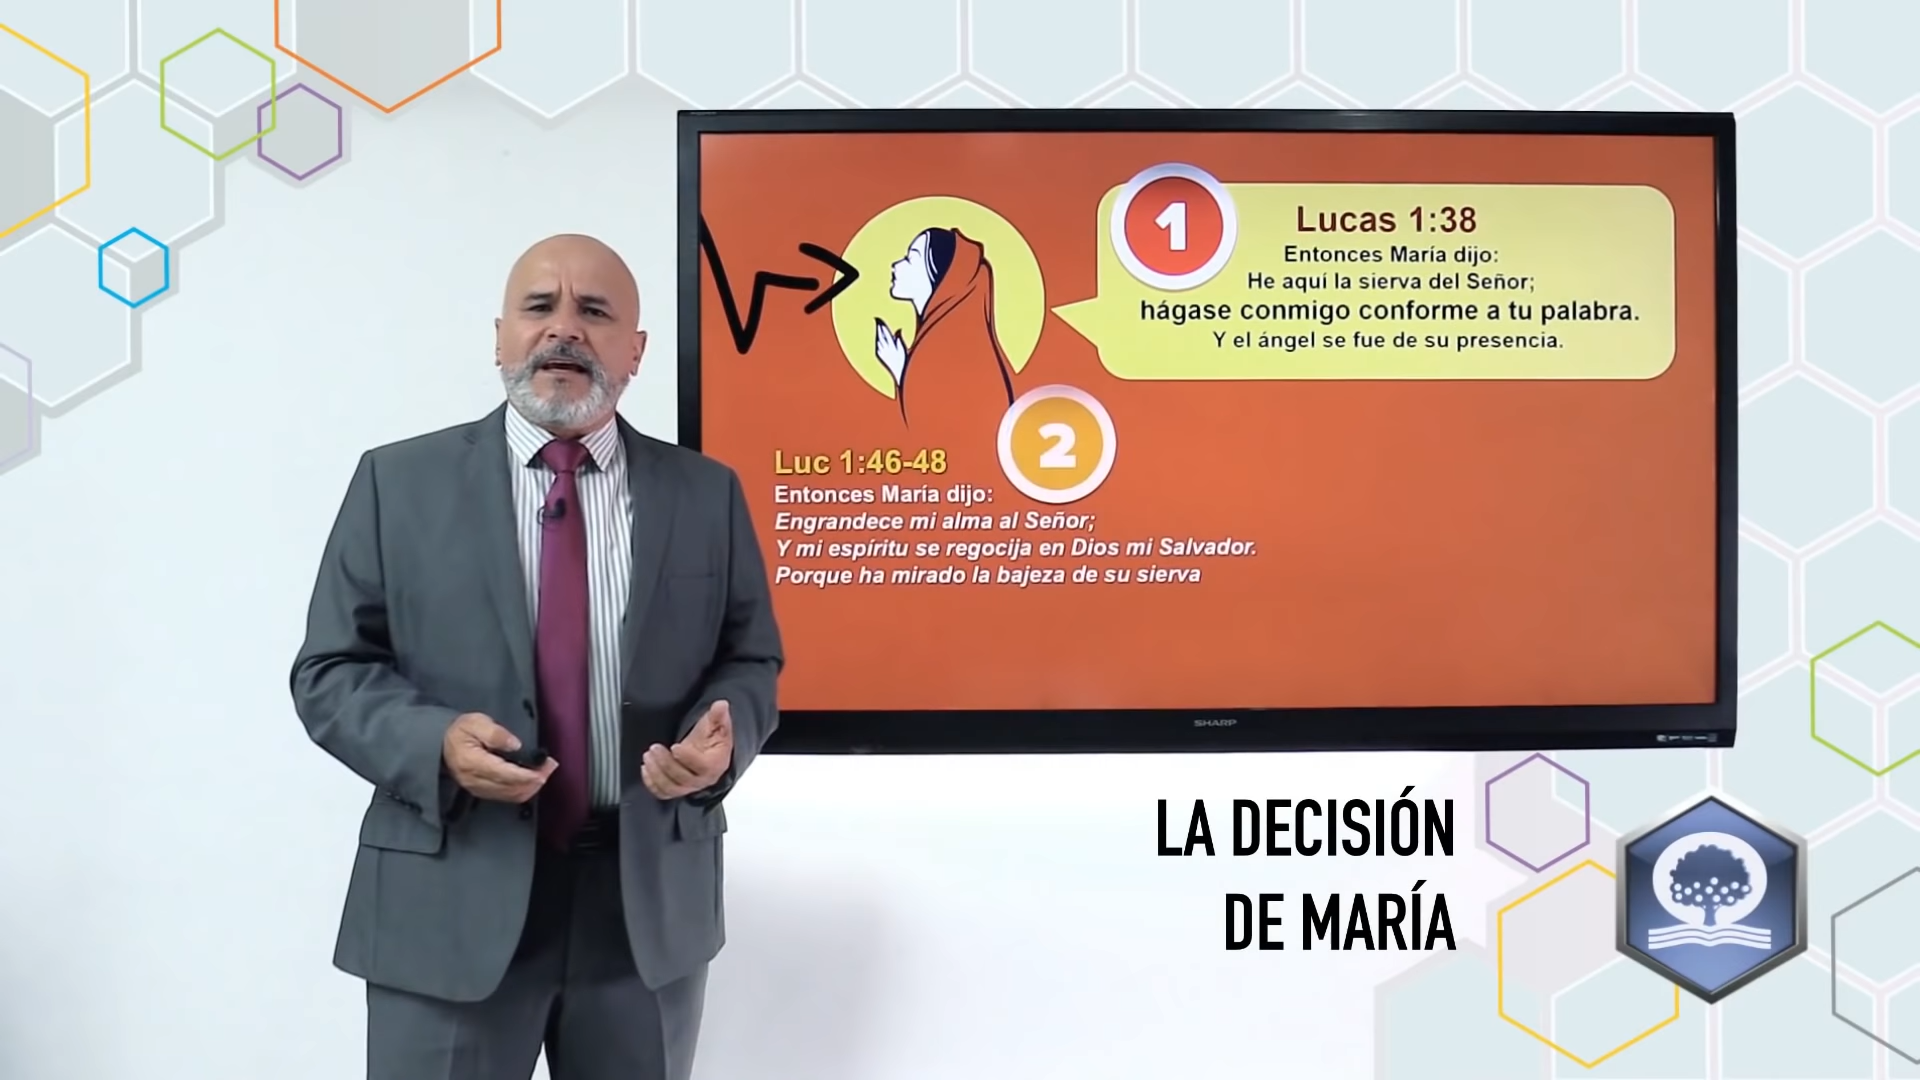 1
Lucas 1:38
Entonces María dijo:
He aquí la sierva del Señor;
hágase conmigo conforme a tu palabra.
Y el ángel se fue de su presencia.
2
Luc 1:46-48
Entonces María dijo:
Engrandece mi alma al Señor;
Y mi espíritu se regocija en Dios mi Salvador.
Porque ha mirado la bajeza de su sierva
SHARP
LA DECISIÓN
DE MARÍA